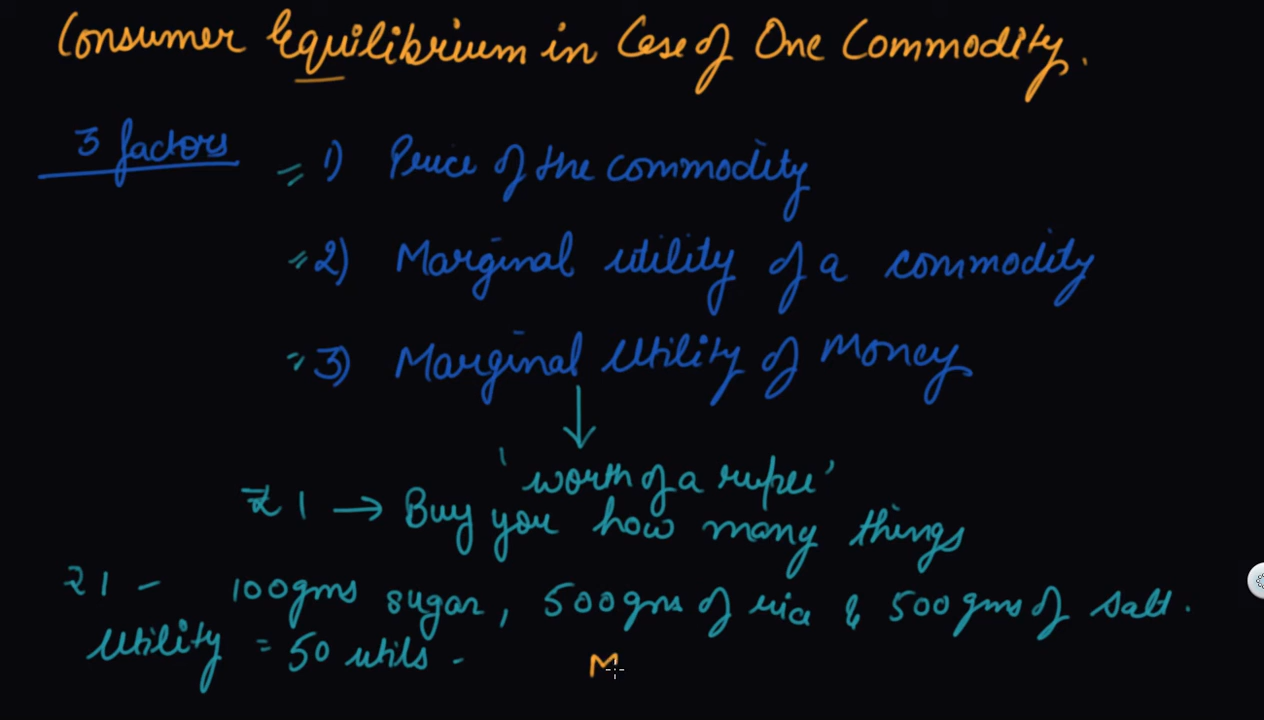 Consumer Equilibrium in Case of One Commodity.
3 factors
1) Price of the commodity
2) Marginal utility of a commodity
3) Marginal Utility of Money
'worth of a rupee'
₹1 → Buy you how many things
₹1 - 100gms sugar, 500gms of rice & 500gms of salt.
Utility = 50 utils -
M